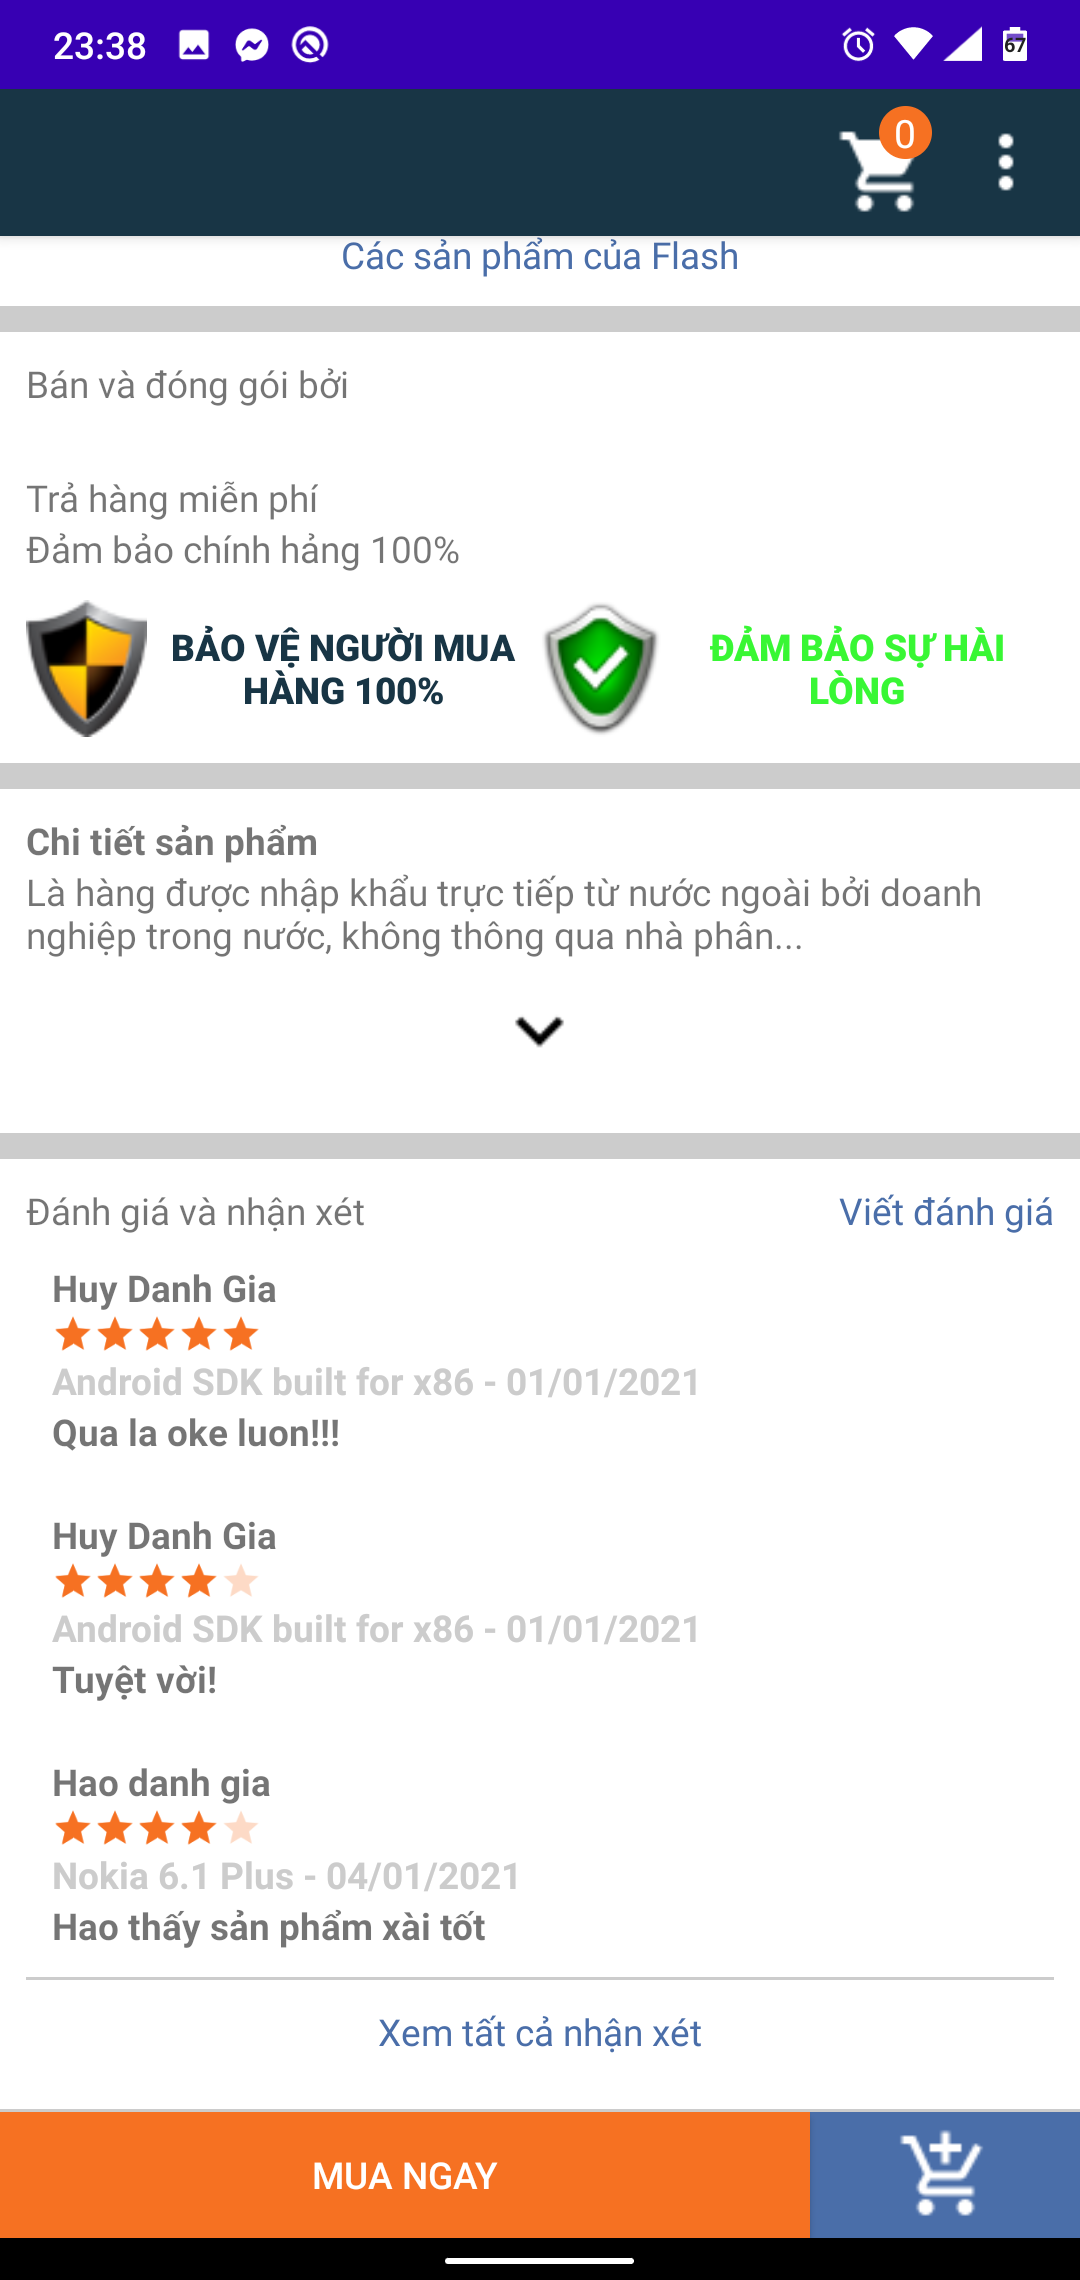 23:38
67
0
Các sản phẩm của Flash
Bán và đóng gói bởi
Trả hàng miễn phí
Đảm bảo chính hảng 100%
BẢO VỆ NGƯỜI MUA
HÀNG 100%
ĐẢM BẢO SỰ HÀI
LÒNG
Chi tiết sản phẩm
Là hàng được nhập khẩu trực tiếp từ nước ngoài bởi doanh
nghiệp trong nước, không thông qua nhà phân...
Đánh giá và nhận xét
Viết đánh giá
Huy Danh Gia
Android SDK built for x86 - 01/01/2021
Qua la oke luon!!!
Huy Danh Gia
Android SDK built for x86 - 01/01/2021
Tuyệt vời!
Hao danh gia
Nokia 6.1 Plus - 04/01/2021
Hao thấy sản phẩm xài tốt
Xem tất cả nhận xét
MUA NGAY